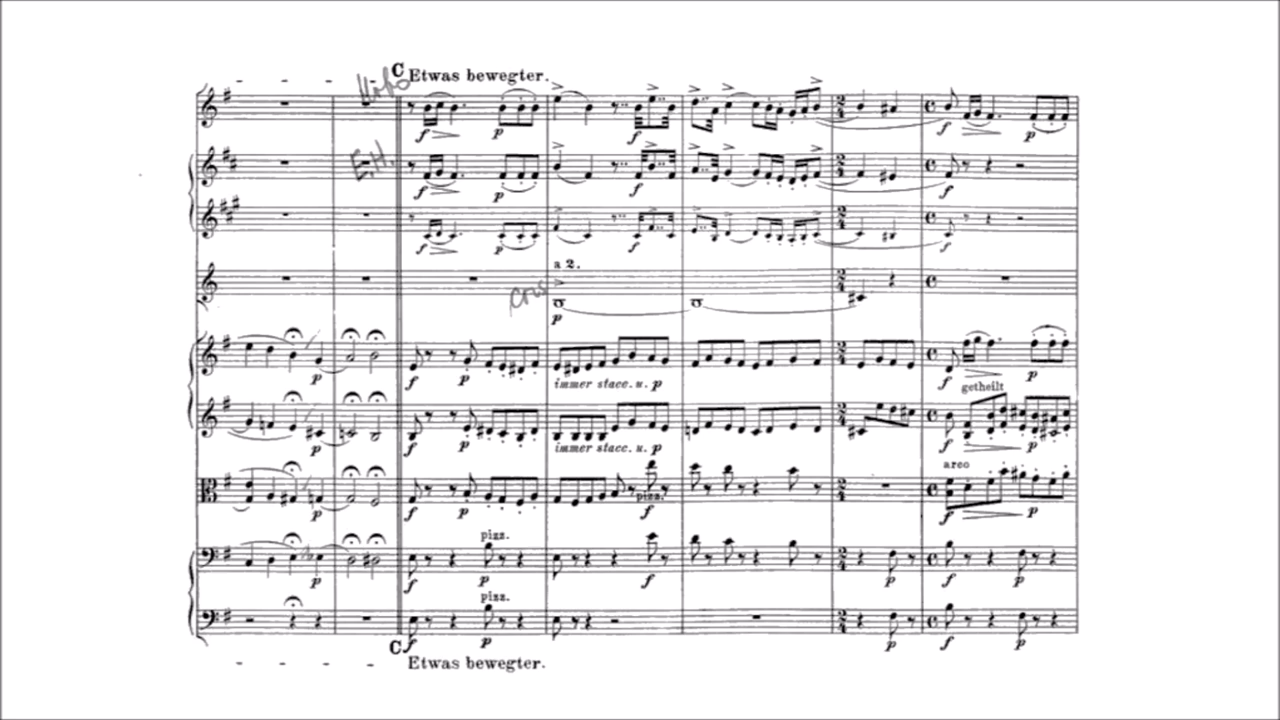 C Etwas bewegter.
f p
E.H.
f p f
f p f
f p f f
a 2.
p
p f p immer stacc. u. p f p
getheilt
p f p immer stacc. u. p f p
arco
pizz.
p f p f f p
pizz.
p f p f p f p
pizz.
f p p f p
C Etwas bewegter.